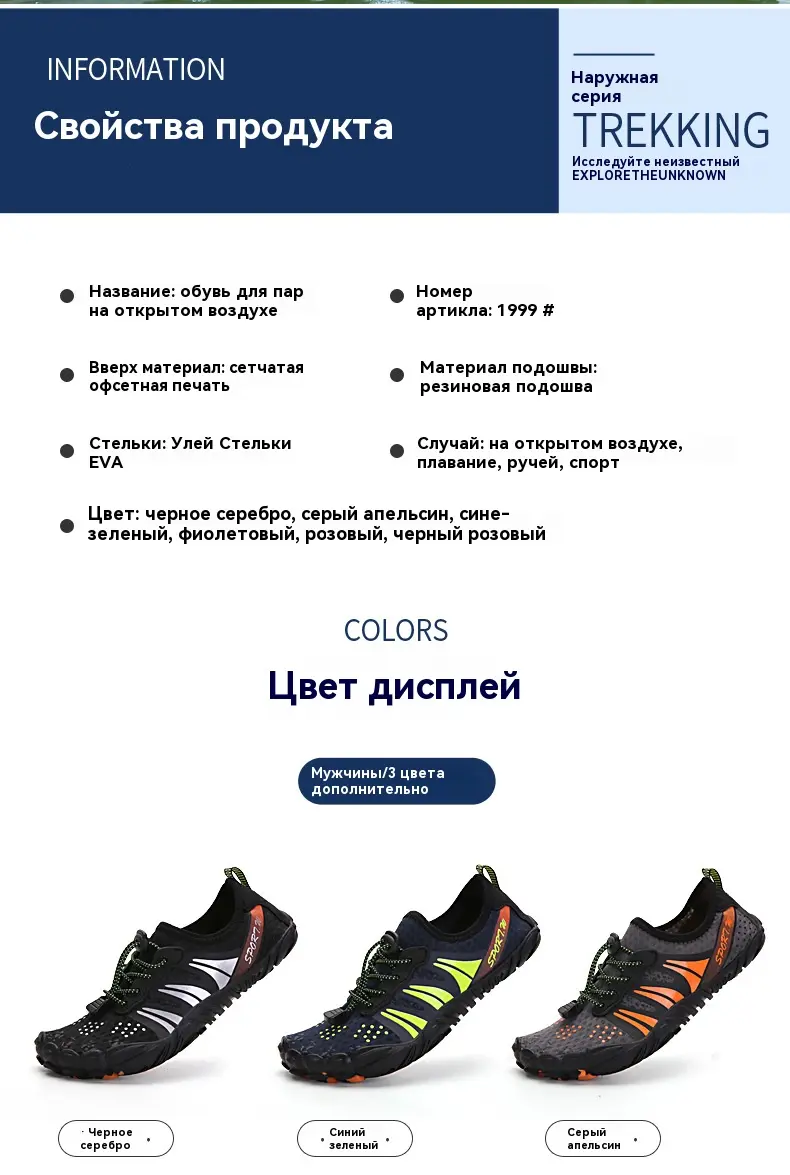 INFORMATION
Свойства продукта
Наружная
серия
TREKKING
Исследуйте неизвестный
EXPLORETHEUNKNOWN
Название: обувь для пар
на открытом воздухе
Номер
артикла: 1999 #
Вверх материал: сетчатая
офсетная печать
Материал подошвы:
резиновая подошва
Стельки: Улей Стельки
EVA
Случай: на открытом воздухе,
плавание, ручей, спорт
Цвет: черное серебро, серый апельсин, сине-
зеленый, фиолетовый, розовый, черный розовый
COLORS
Цвет дисплей
Мужчины/3 цвета
дополнительно
SPORT
SPORT
SPORT
· Черное
серебро •
Синий
• зеленый •
Серый
апельсин •